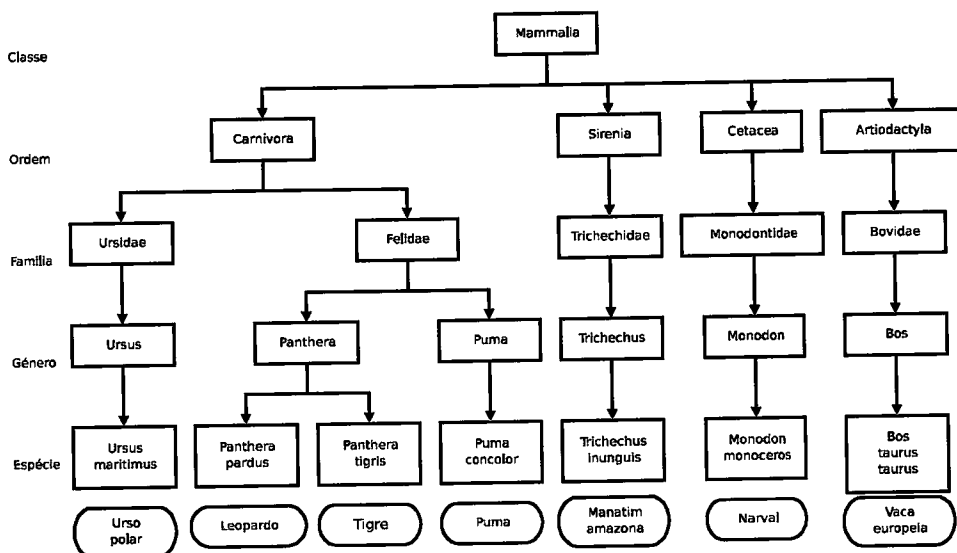 Mammalia
Classe
Carnivora
Sirenia
Cetacea
Artiodactyla
Ordem
Ursidae
Felidae
Trichechidae
Monodontidae
Bovidae
Família
Ursus
Panthera
Puma
Trichechus
Monodon
Bos
Género
Ursus
maritimus
Panthera
pardus
Panthera
tigris
Puma
concolor
Trichechus
inunguis
Monodon
monoceros
Bos
taurus
taurus
Espécie
Urso
polar
Leopardo
Tigre
Puma
Manatim
amazona
Narval
Vaca
europeia